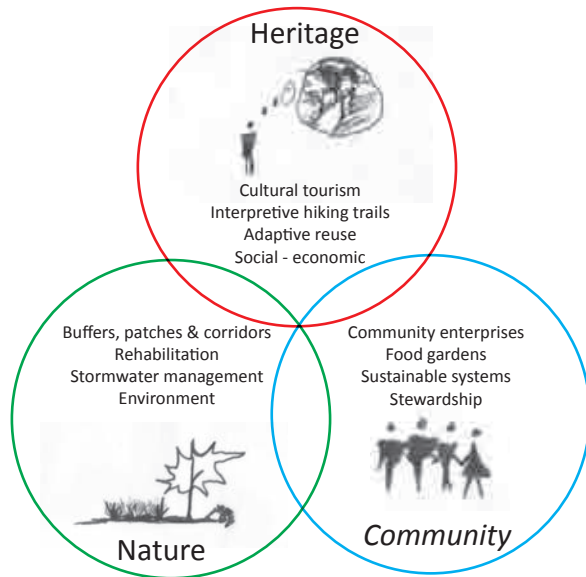 Heritage
Cultural tourism
Interpretive hiking trails
Adaptive reuse
Social - economic
Buffers, patches & corridors
Rehabilitation
Stormwater management
Environment
Nature
Community enterprises
Food gardens
Sustainable systems
Stewardship
Community